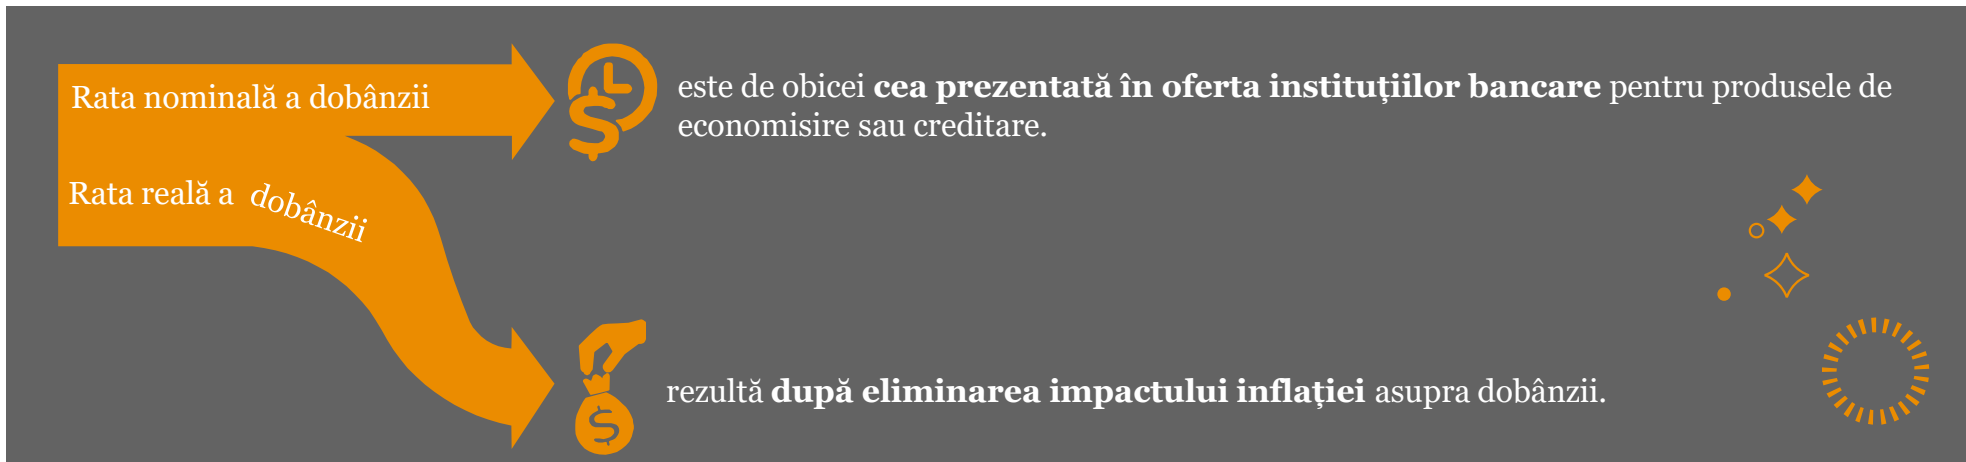 Rata nominală a dobânzii
este de obicei cea prezentată în oferta instituțiilor bancare pentru produsele de
economisire sau creditare.
Rata reală a dobânzii
rezultă după eliminarea impactului inflației asupra dobânzii.